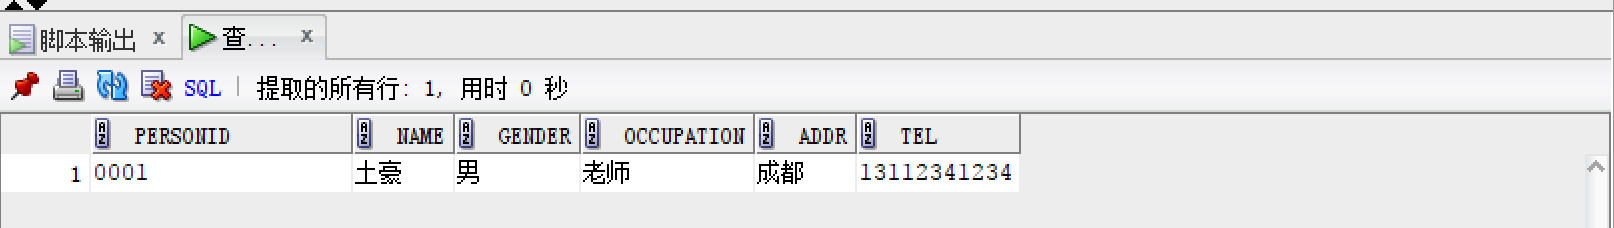 脚本输出 x 查... x
SQL 提取的所有行: 1, 用时 0 秒
PERSONID NAME GENDER OCCUPATION ADDR TEL
1 0001 土豪 男 老师 成都 13112341234